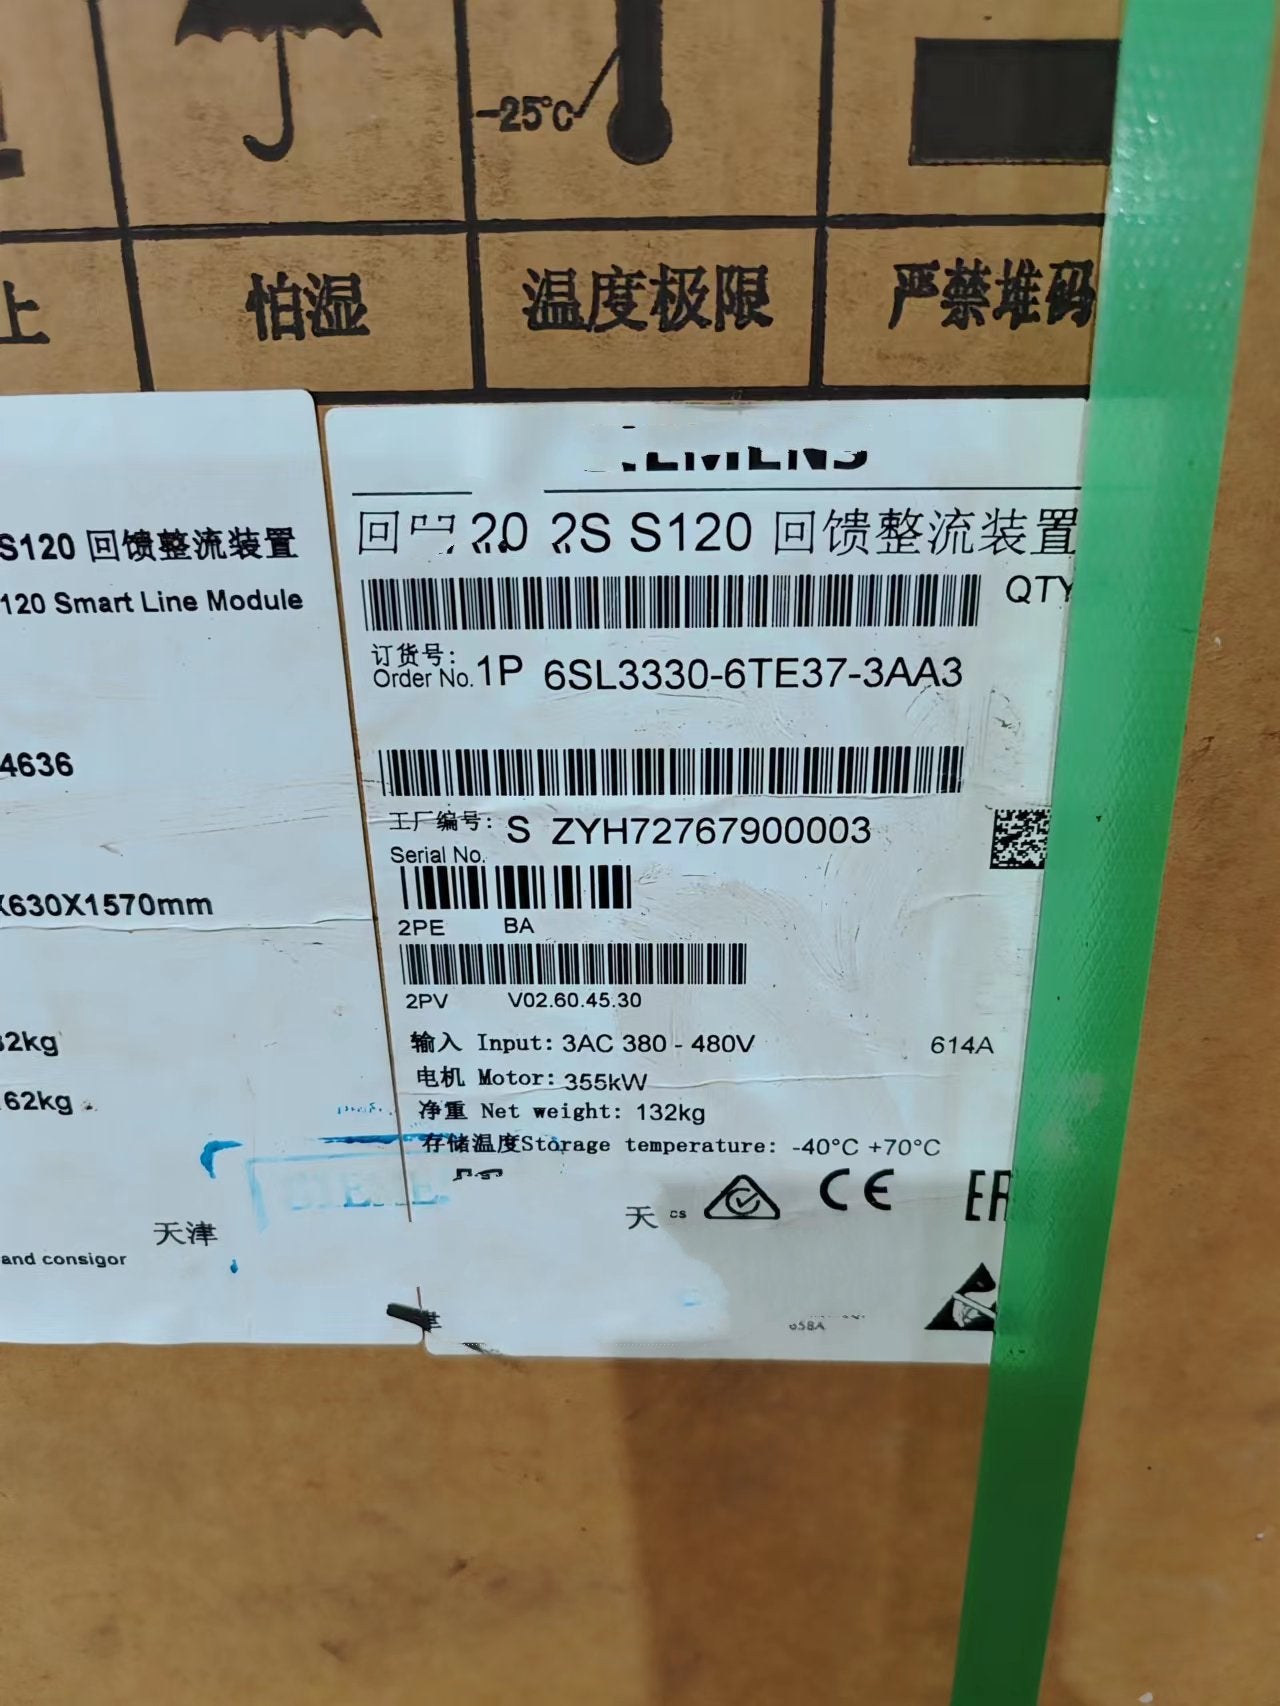 -25°C
上
怕湿
温度极限
严禁堆码
S120 回馈整流装置
120 Smart Line Module
4636
X630X1570mm
2kg
62kg
天津
and consigor
回
20 2S S120 回馈整流装置
QTY
订货号:
Order No. 1P 6SL3330-6TE37-3AA3
工厂编号: S ZYH72767900003
Serial No.
2PE BA
2PV V02.60.45.30
输入 Input: 3AC 380 - 480V 614A
电机 Motor: 355kW
净重 Net weight: 132kg
存储温度Storage temperature: -40°C +70°C
天 cs
CE